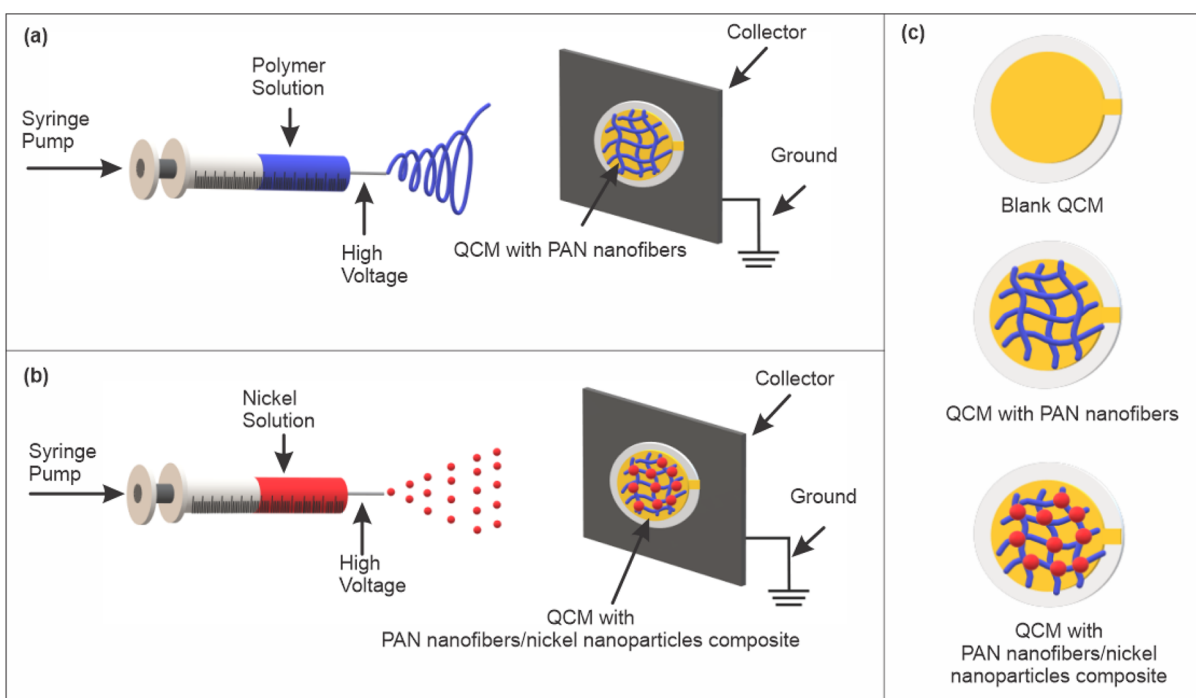 (a)
Polymer
Solution
Syringe
Pump
High
Voltage
QCM with PAN nanofibers
Collector
Ground
(b)
Nickel
Solution
Syringe
Pump
High
Voltage
QCM with
PAN nanofibers/nickel nanoparticles composite
Collector
Ground
(c)
Blank QCM
QCM with PAN nanofibers
QCM with
PAN nanofibers/nickel
nanoparticles composite